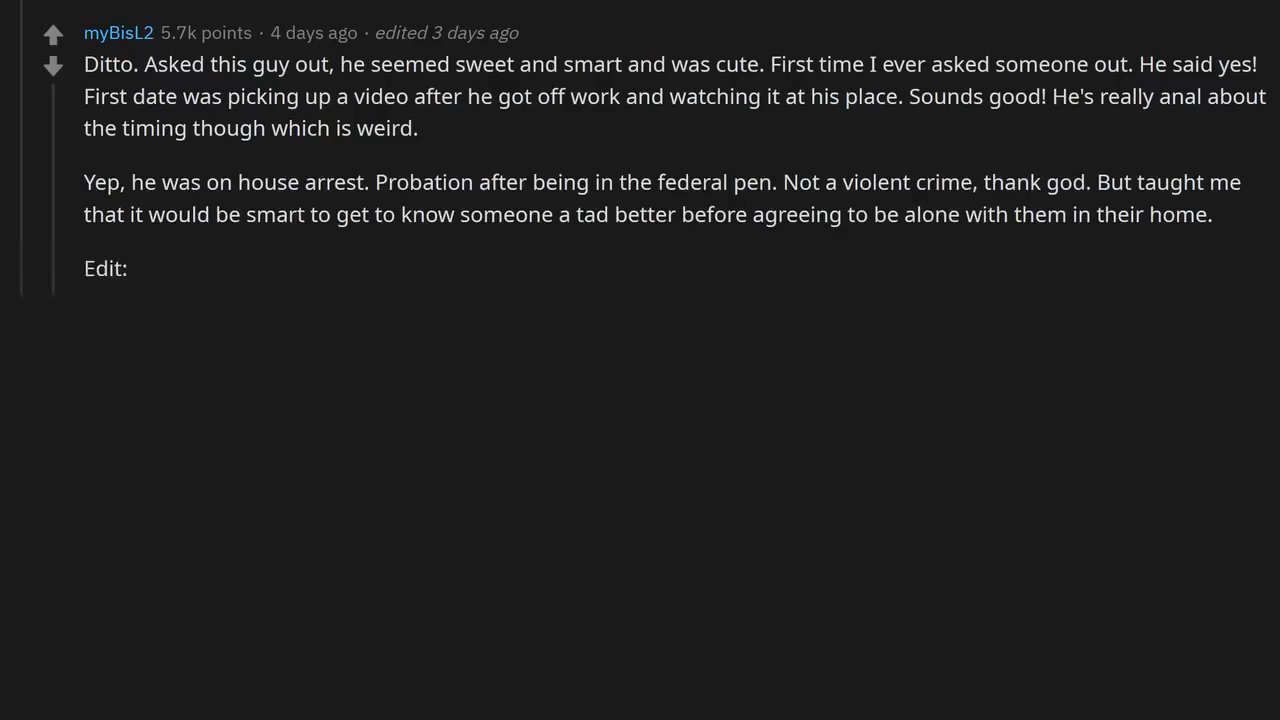 myBisL2 5.7k points · 4 days ago · edited 3 days ago
Ditto. Asked this guy out, he seemed sweet and smart and was cute. First time I ever asked someone out. He said yes!
First date was picking up a video after he got off work and watching it at his place. Sounds good! He's really anal about
the timing though which is weird.
Yep, he was on house arrest. Probation after being in the federal pen. Not a violent crime, thank god. But taught me
that it would be smart to get to know someone a tad better before agreeing to be alone with them in their home.
Edit: